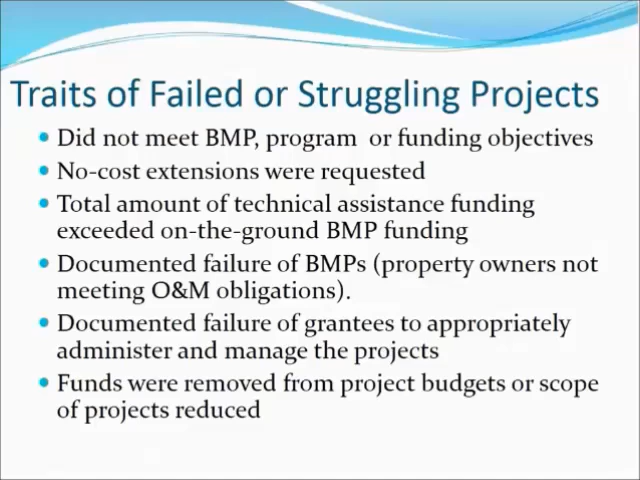 Traits of Failed or Struggling Projects
• Did not meet BMP, program or funding objectives
• No-cost extensions were requested
• Total amount of technical assistance funding
exceeded on-the-ground BMP funding
• Documented failure of BMPs (property owners not
meeting O&M obligations).
• Documented failure of grantees to appropriately
administer and manage the projects
• Funds were removed from project budgets or scope
of projects reduced